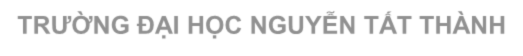 TRƯỜNG ĐẠI HỌC NGUYỄN TẤT THÀNH